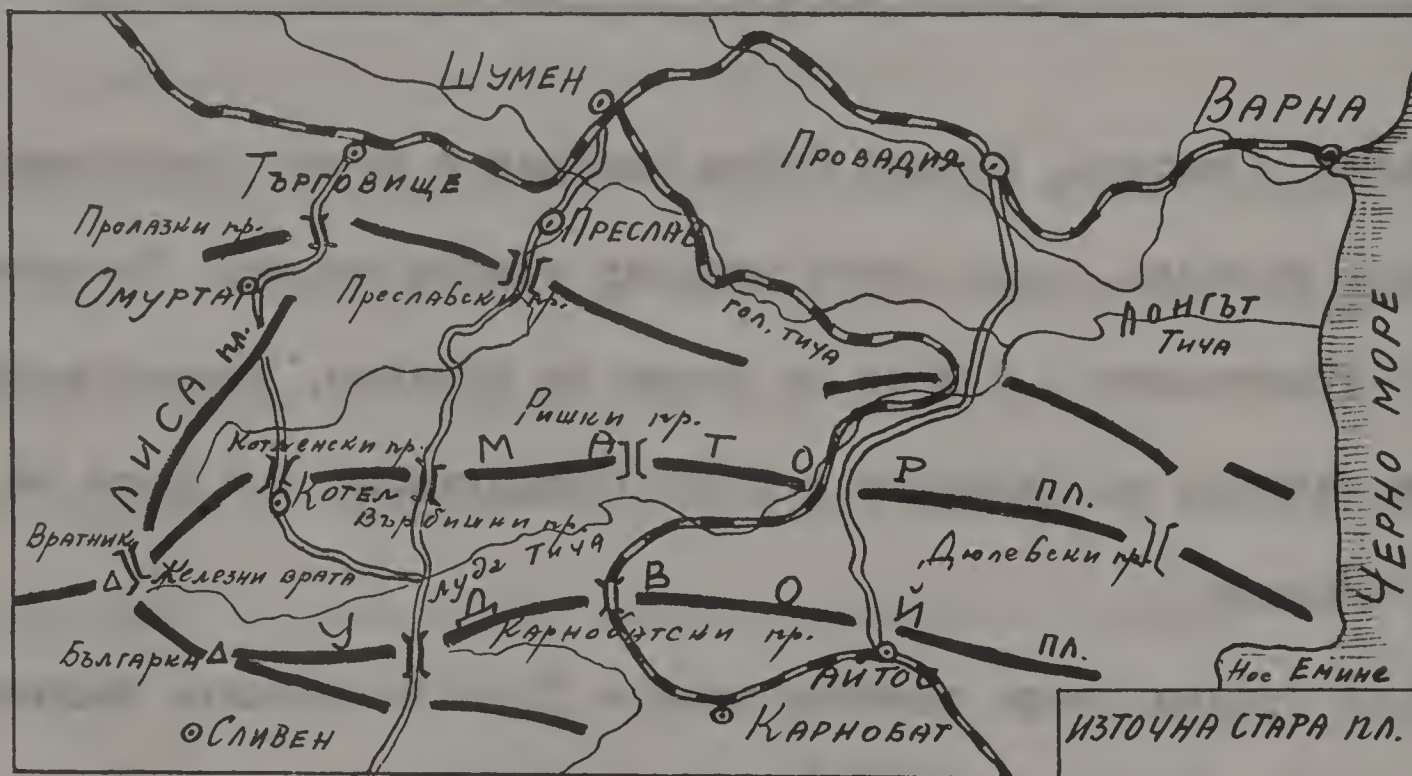 ШУМЕН
ВАРНА
ПРОВАДИЯ
ТЪРГОВИЩЕ
Пролазки пр.
ПРЕСЛАВ
ОМУРТАГ
Преславски пр.
ЛИСА пл.
гол. ТИЧА
ЛОНГЪТ
ТИЧА
ЧЕРНО МОРЕ
Ришки пр.
Котленски пр.
М А Т О Р
ПЛ.
КОТЕЛ
Върбишки пр.
Вратник
Железни врата
луда ТИЧА
Дюлевски пр.
У Д В О Й
ПЛ.
Карнобатски пр.
Българка
АЙТОС
Нос Емине
СЛИВЕН
КАРНОБАТ
ИЗТОЧНА СТАРА ПЛ.